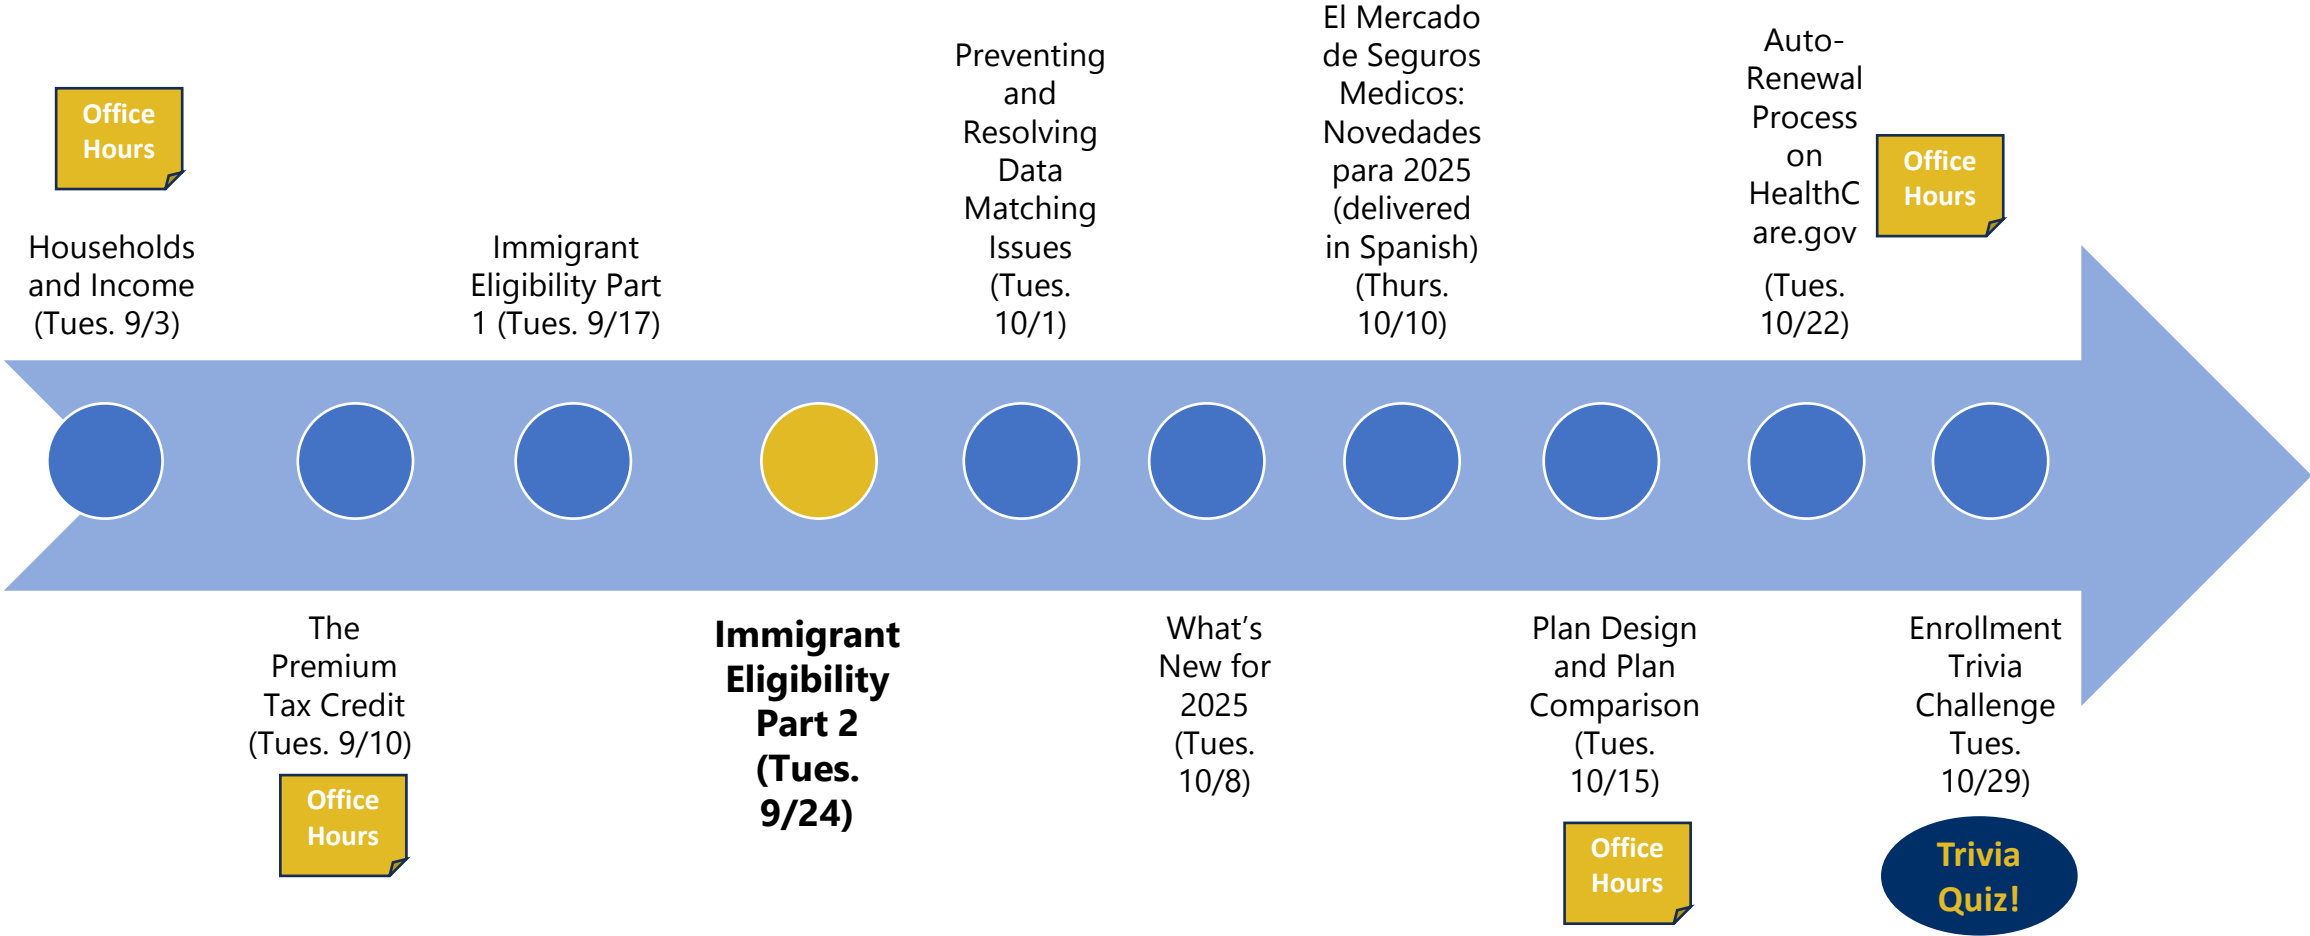 Office
Hours
Households
and Income
(Tues. 9/3)
The
Premium
Tax Credit
(Tues. 9/10)
Office
Hours
Immigrant
Eligibility Part
1 (Tues. 9/17)
Immigrant
Eligibility
Part 2
(Tues.
9/24)
Preventing
and
Resolving
Data
Matching
Issues
(Tues.
10/1)
What’s
New for
2025
(Tues.
10/8)
El Mercado
de Seguros
Medicos:
Novedades
para 2025
(delivered
in Spanish)
(Thurs.
10/10)
Plan Design
and Plan
Comparison
(Tues.
10/15)
Office
Hours
Auto-
Renewal
Process
on
HealthC
are.gov
(Tues.
10/22)
Office
Hours
Enrollment
Trivia
Challenge
Tues.
10/29)
Trivia
Quiz!